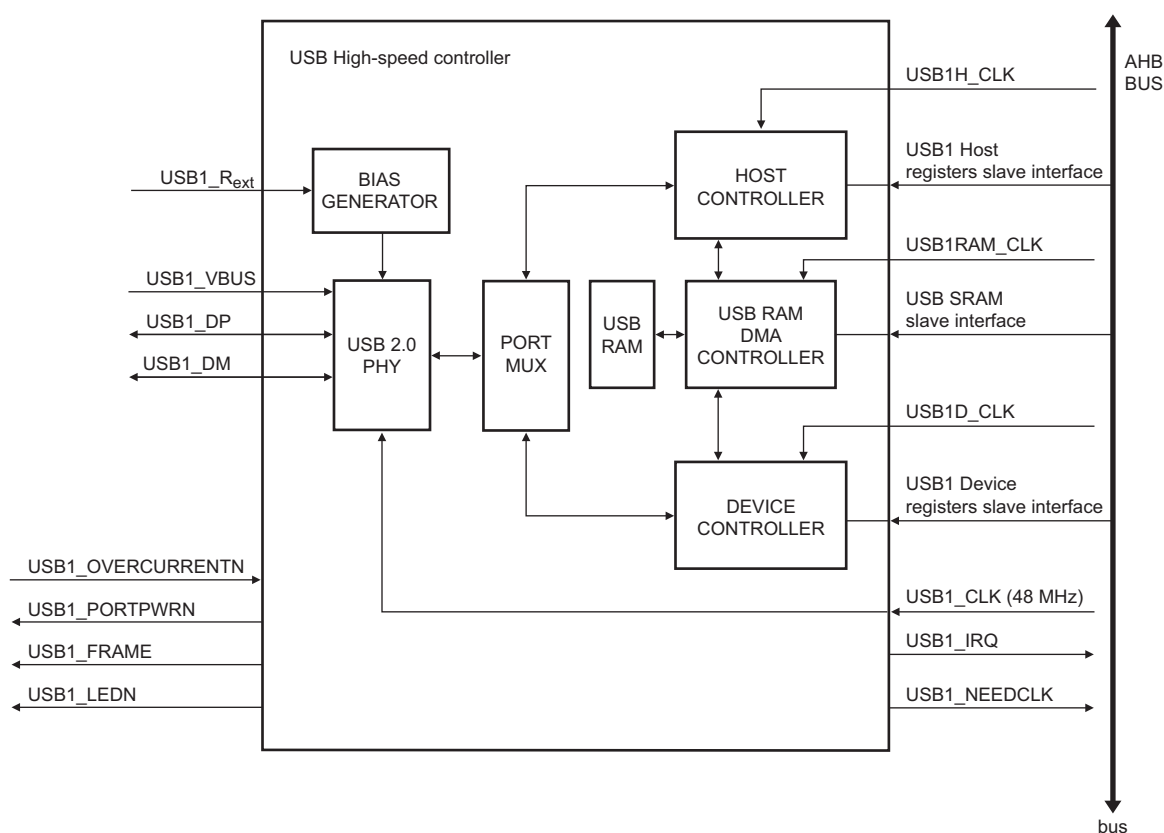 USB High-speed controller
AHB
BUS
USB1H_CLK
USB1 Host
registers slave interface
HOST
CONTROLLER
USB1_Rext
BIAS
GENERATOR
USB1RAM_CLK
USB1_VBUS
USB1_DP
USB1_DM
USB 2.0
PHY
PORT
MUX
USB
RAM
USB RAM
DMA
CONTROLLER
USB SRAM
slave interface
USB1D_CLK
USB1 Device
registers slave interface
DEVICE
CONTROLLER
USB1_OVERCURRENTN
USB1_PORTPWRN
USB1_FRAME
USB1_LEDN
USB1_CLK (48 MHz)
USB1_IRQ
USB1_NEEDCLK
bus